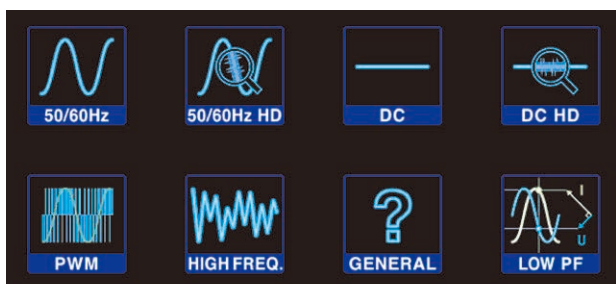 50/60Hz
50/60Hz HD
DC
DC HD
I
U
PWM
HIGH FREQ.
GENERAL
LOW PF